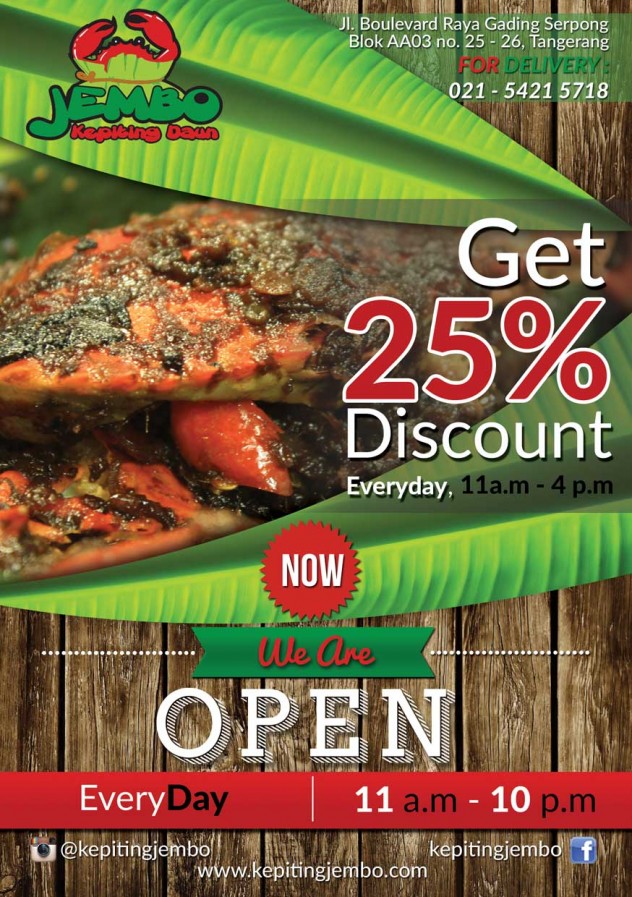 JEMBO
Kepiting Daun
Jl. Boulevard Raya Gading Serpong
Blok AA03 no. 25 - 26, Tangerang
FOR DELIVERY :
021 - 5421 5718
Get
25%
Discount
Everyday, 11a.m - 4 p.m
NOW
We Are
OPEN
EveryDay 11 a.m - 10 p.m
@kepitingjembo kepitingjembo f
www.kepitingjembo.com